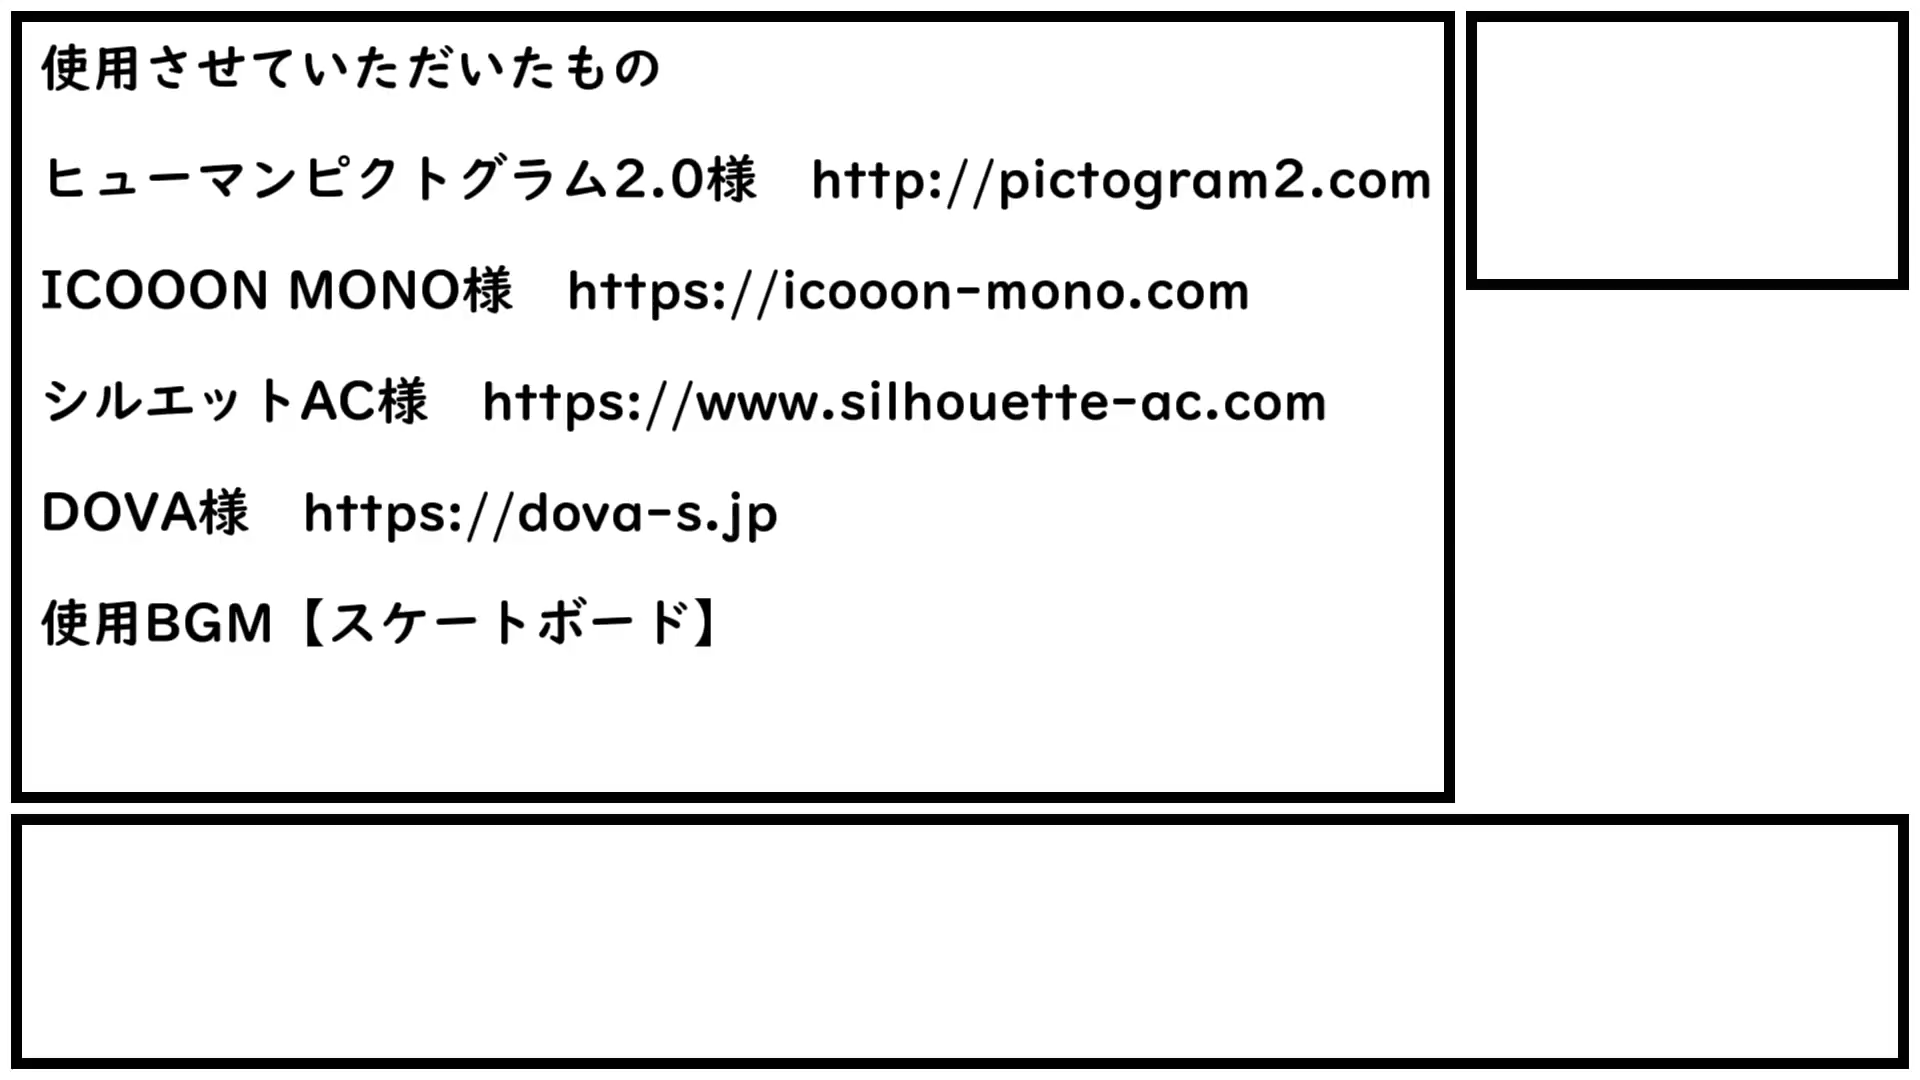 使用させていただいたもの
ヒューマンピクトグラム2.0様　http://pictogram2.com
ICOOON MONO様　https://icooon-mono.com
シルエットAC様　https://www.silhouette-ac.com
DOVA様　https://dova-s.jp
使用BGM【スケートボード】